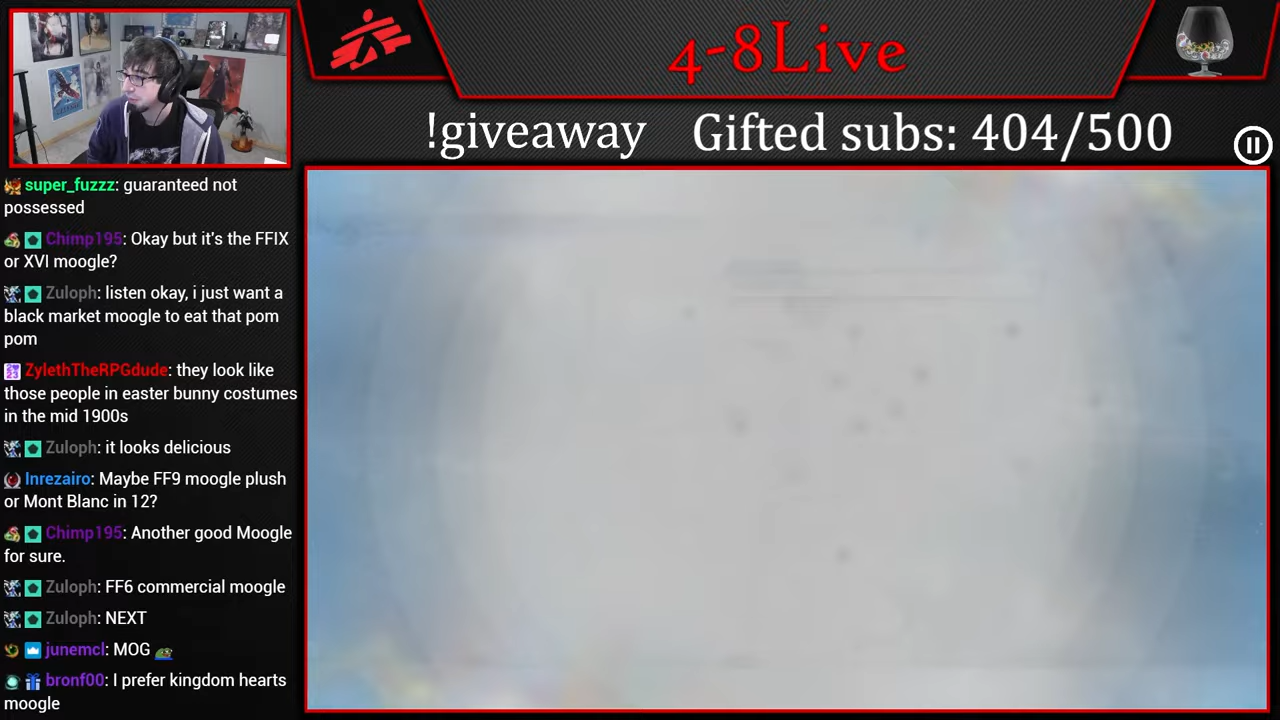 4-8Live
!giveaway Gifted subs: 404/500
super_fuzzz: guaranteed not
possessed
Chimp195: Okay but it's the FFIX
or XVI moogle?
Zuloph: listen okay, i just want a
black market moogle to eat that pom
pom
ZylethTheRPGdude: they look like
those people in easter bunny costumes
in the mid 1900s
Zuloph: it looks delicious
Inrezairo: Maybe FF9 moogle plush
or Mont Blanc in 12?
Chimp195: Another good Moogle
for sure.
Zuloph: FF6 commercial moogle
Zuloph: NEXT
junemcl: MOG
bronf00: I prefer kingdom hearts
moogle